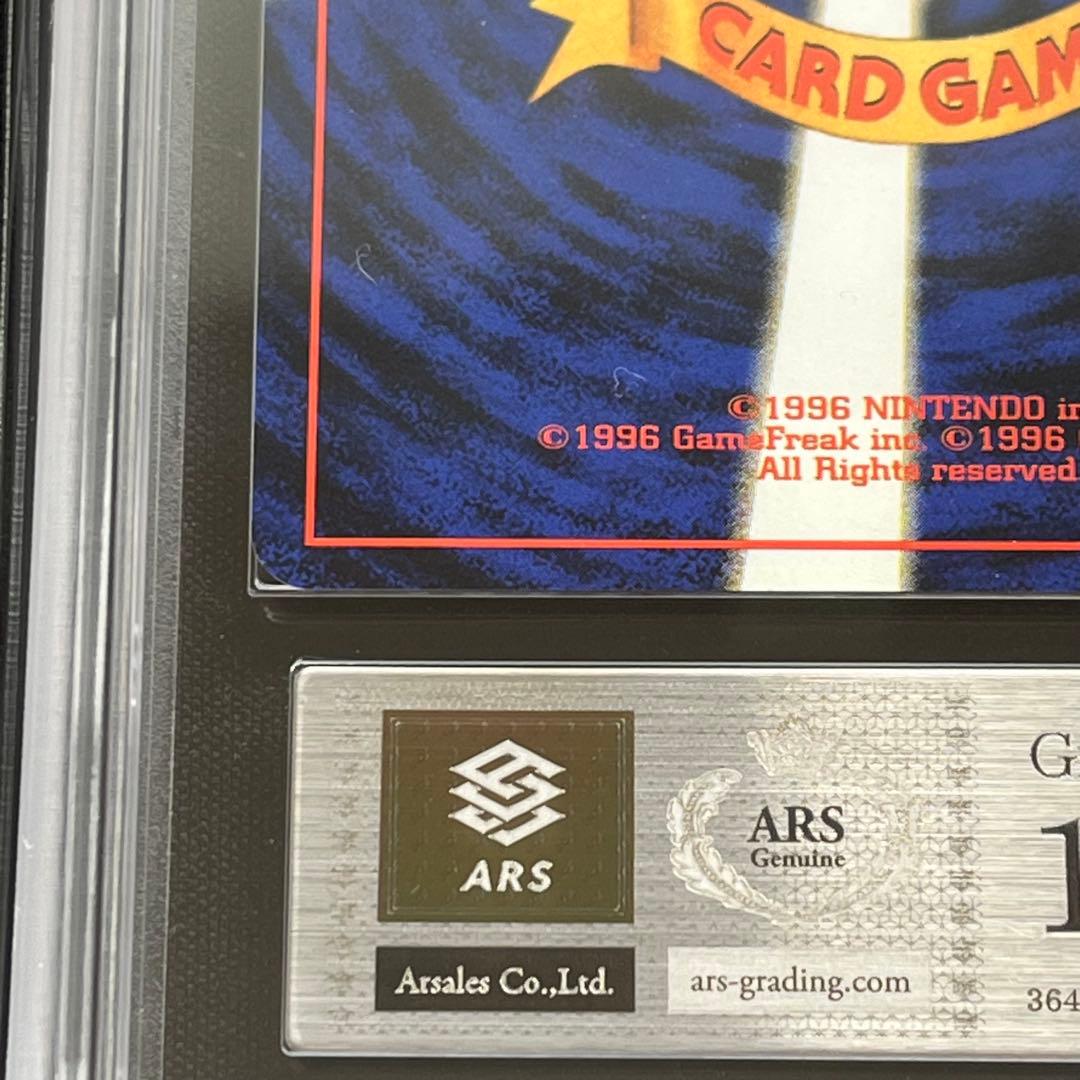 CARD GAM
©1996 NINTENDO in
©1996 GameFreak inc. ©1996
All Rights reserved
ARS
ARS
Genuine
G
1
Arsales Co.,Ltd.
ars-grading.com
364